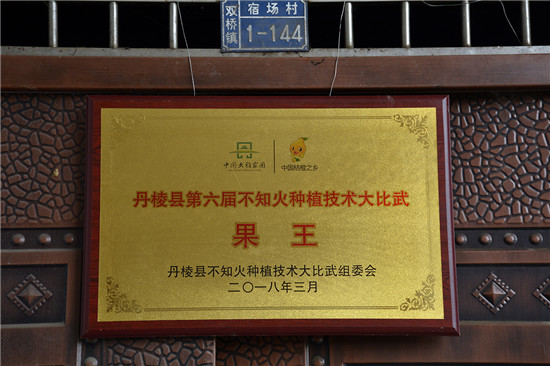 双桥镇
宿场村
1-144
中国大雅家园
中国桔橙之乡
丹棱县第六届不知火种植技术大比武
果王
丹棱县不知火种植技术大比武组委会
二〇一八年三月